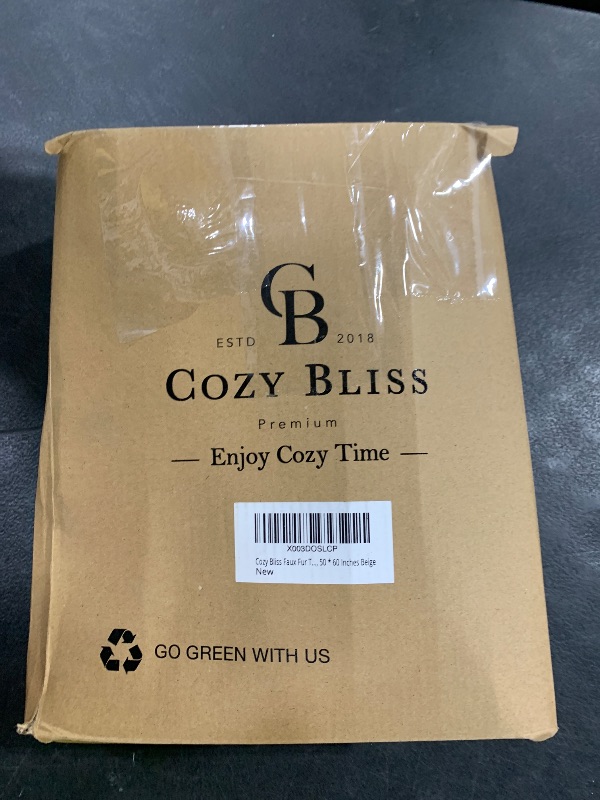 CB
ESTD 2018
COZY BLISS
Premium
— Enjoy Cozy Time —
X003DOSLCP
Cozy Bliss Faux Fur T... , 50 * 60 Inches Beige
New
GO GREEN WITH US